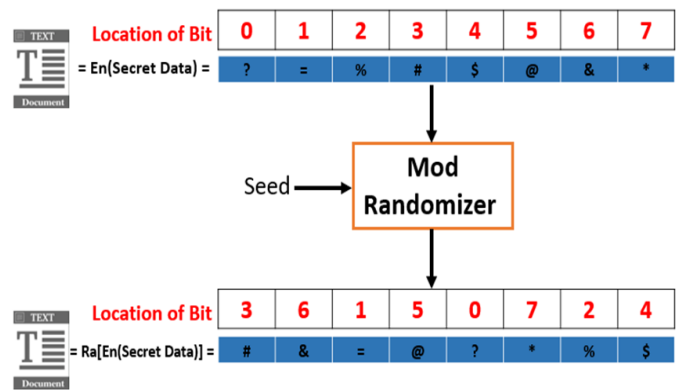 TEXT
Location of Bit 0 1 2 3 4 5 6 7
T
= En(Secret Data) = ? = % # $ @ & *
Document
Mod
Seed
Randomizer
TEXT
Location of Bit 3 6 1 5 0 7 2 4
T
= Ra[En(Secret Data)] = # & = @ ? * % $
Document